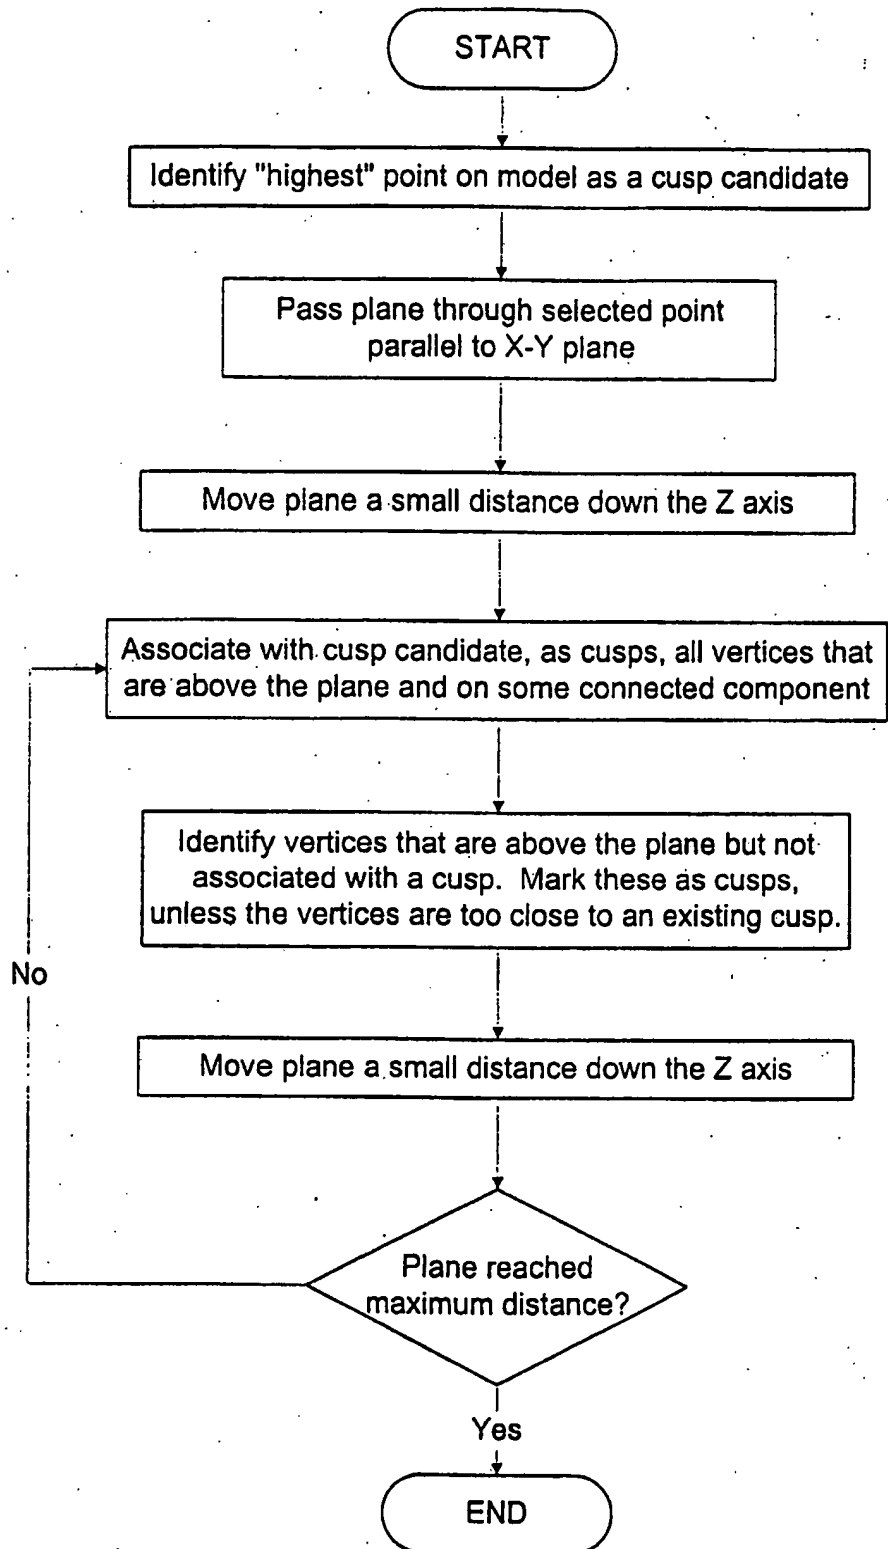 START
Identify "highest" point on model as a cusp candidate
Pass plane through selected point
parallel to X-Y plane
Move plane a small distance down the Z axis
Associate with cusp candidate, as cusps, all vertices that
are above the plane and on some connected component
Identify vertices that are above the plane but not
associated with a cusp. Mark these as cusps,
unless the vertices are too close to an existing cusp.
No
Move plane a small distance down the Z axis
Plane reached
maximum distance?
Yes
END